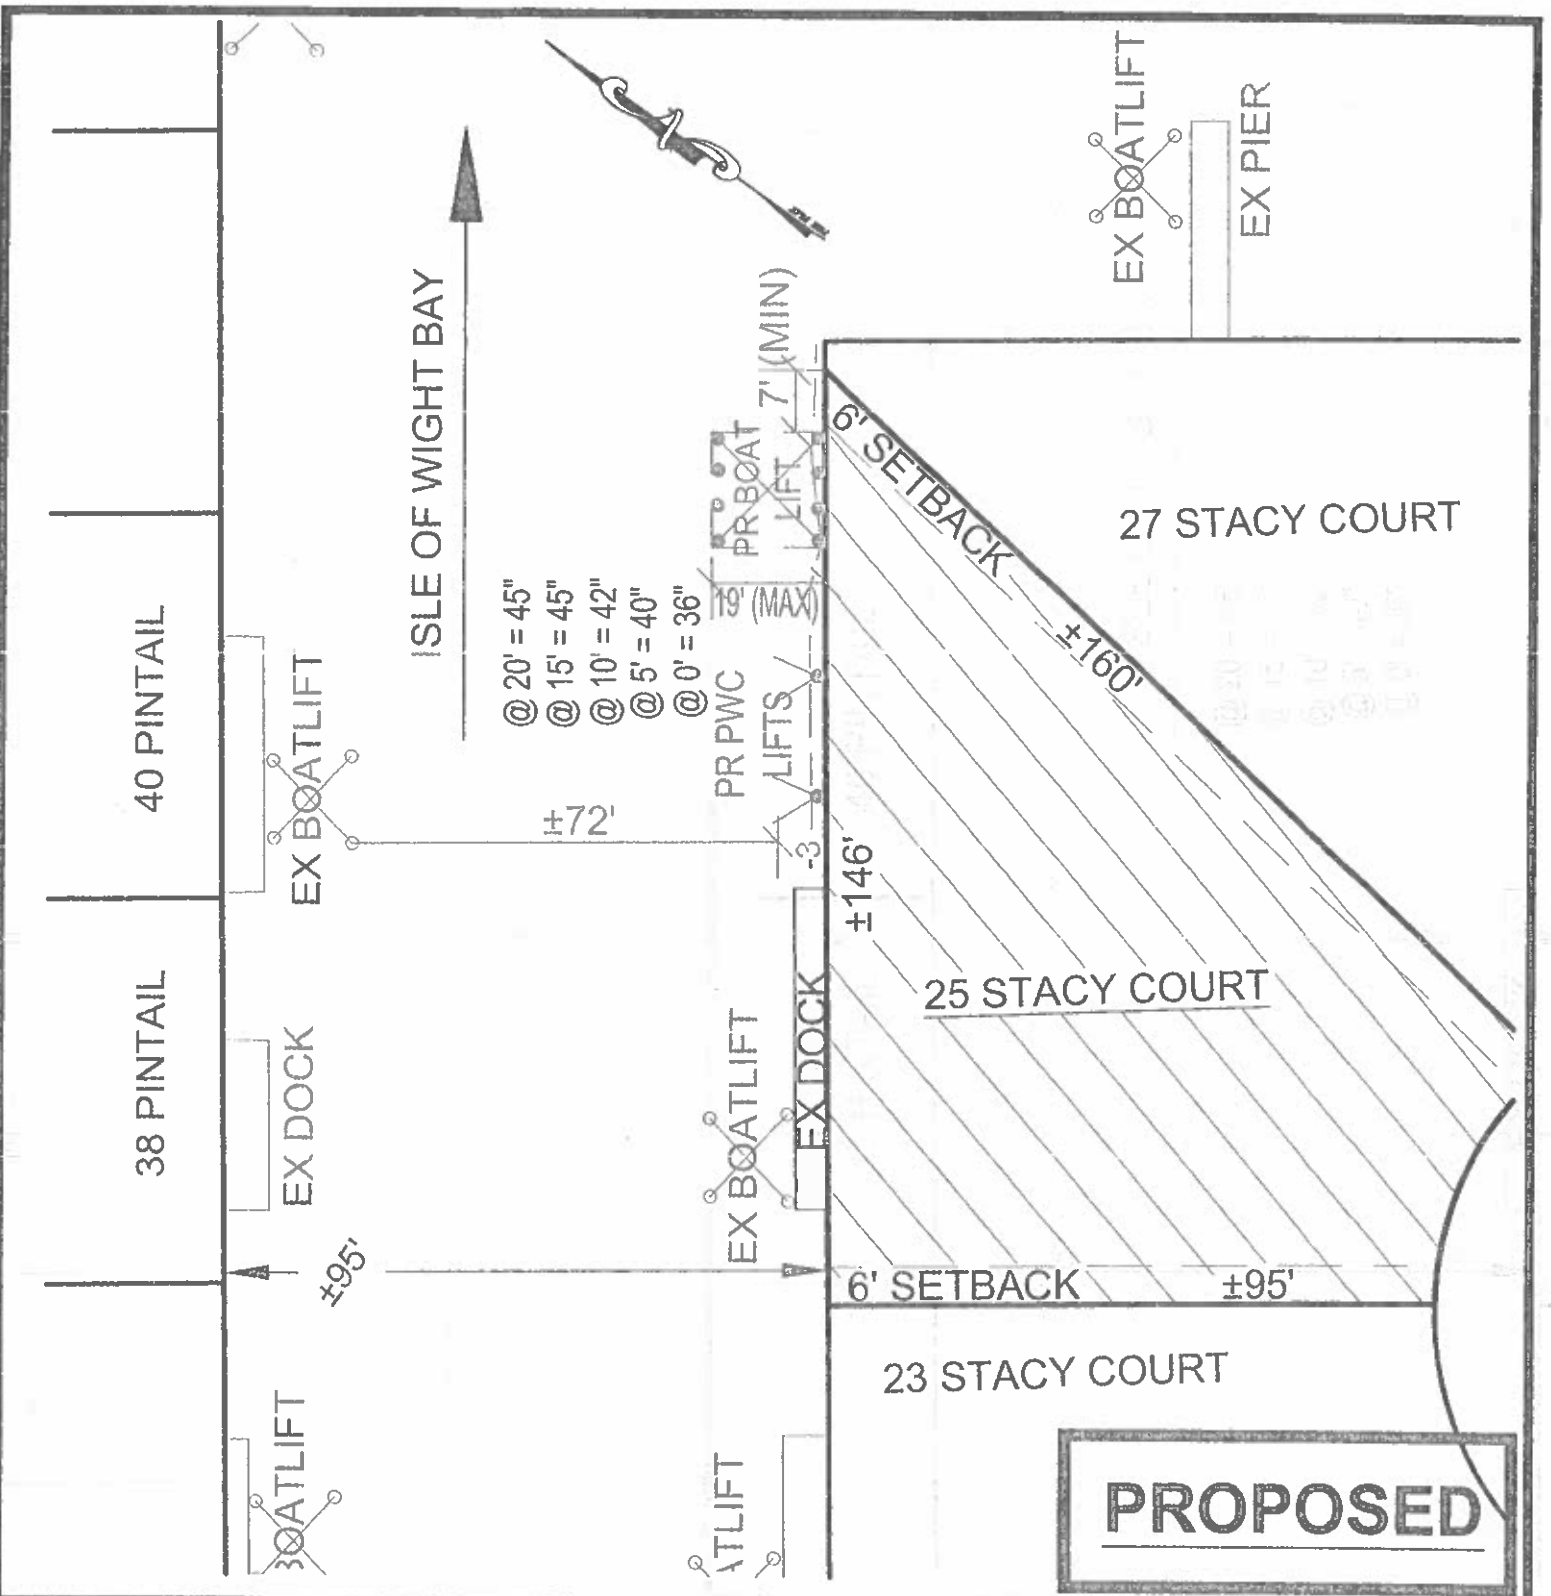 EX BOATLIFT
EX PIER
ISLE OF WIGHT BAY
7' (MIN)
PR BOAT
LIFT
6' SETBACK
27 STACY COURT
19' (MAX)
@ 20' = 45"
@ 15' = 45"
@ 10' = 42"
@ 5' = 40"
@ 0' = 36"
40 PINTAIL
EX BOATLIFT
PR PWC
LIFTS
±160'
±72'
-3
±146'
38 PINTAIL
EX DOCK
EX BOATLIFT
EX DOCK
25 STACY COURT
±95'
6' SETBACK
±95'
23 STACY COURT
BOATLIFT
ATLIFT
PROPOSED